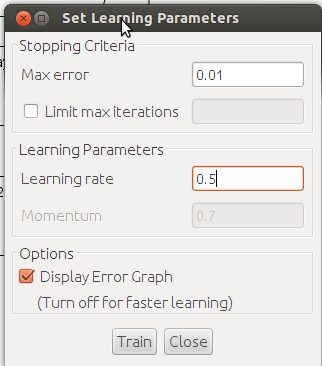 Set Learning Parameters
Stopping Criteria
Max error 0.01
Limit max iterations
Learning Parameters
Learning rate 0.5
Momentum 0.7
Options
Display Error Graph
(Turn off for faster learning)
Train Close